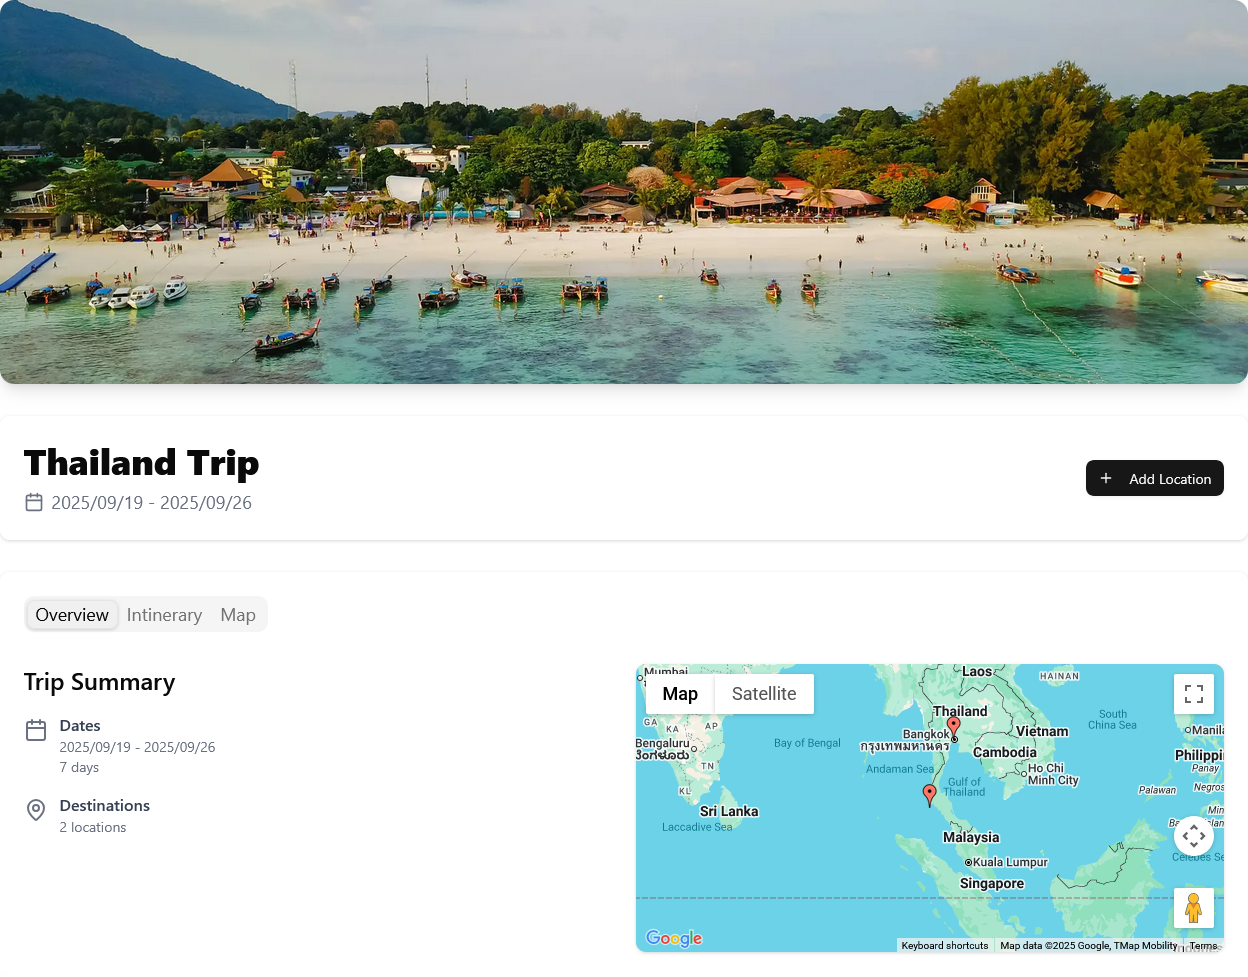 Thailand Trip
2025/09/19 - 2025/09/26
Add Location
Overview
Intinerary
Map
Trip Summary
Dates
2025/09/19 - 2025/09/26
7 days
Destinations
2 locations
Mumbai
Map
Satellite
Laos
HAINAN
Thailand
South
China Sea
GA
KA
AP
Bay of Bengal
Bangkok
กรุงเทพมหานคร
Vietnam
Manila
Bengaluru
Cambodia
Philippi
TN
Andaman Sea
Gulf of
Thailand
Ho Chi
Minh City
Panay
KL
Palawan
Negros
Sri Lanka
Laccadive Sea
Malaysia
Kuala Lumpur
Celebes Se
Singapore
Google
Keyboard shortcuts
Map data ©2025 Google, TMap Mobility
Terms